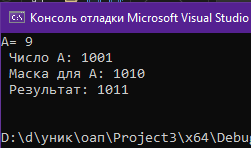 Консоль отладки Microsoft Visual Studio
A= 9
Число A: 1001
Маска для A: 1010
Результат: 1011
D:\d\уник\оап\Project3\x64\Debu